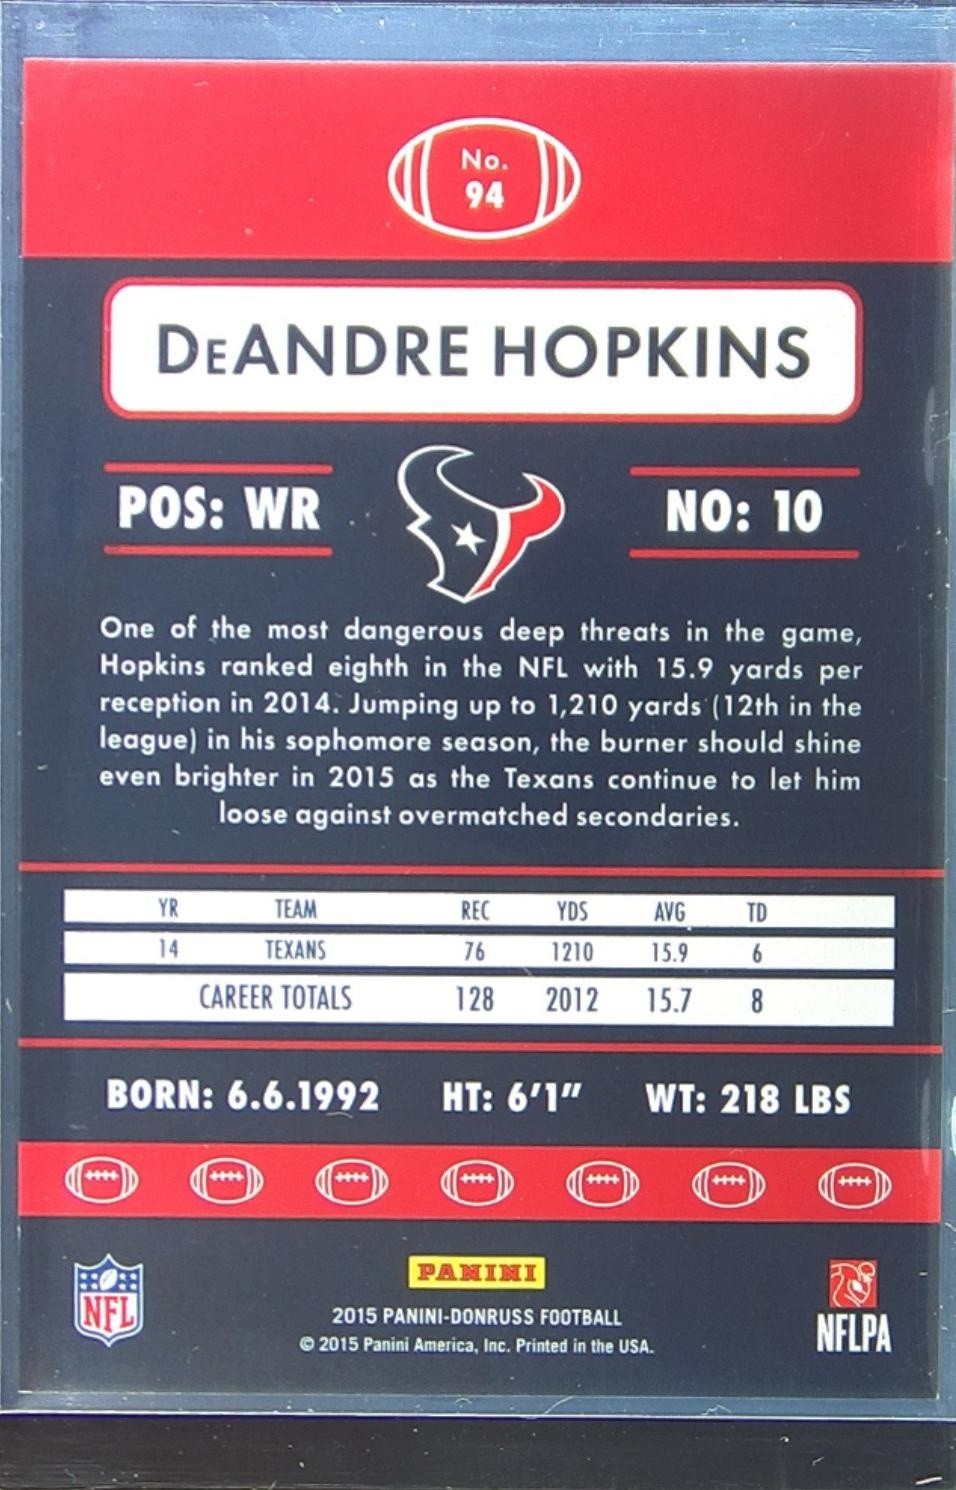 No.
94
DeANDRE HOPKINS
POS: WR
NO: 10
One of the most dangerous deep threats in the game,
Hopkins ranked eighth in the NFL with 15.9 yards per
reception in 2014. Jumping up to 1,210 yards (12th in the
league) in his sophomore season, the burner should shine
even brighter in 2015 as the Texans continue to let him
loose against overmatched secondaries.
YR TEAM REC YDS AVG TD
14 TEXANS 76 1210 15.9 6
CAREER TOTALS 128 2012 15.7 8
BORN: 6.6.1992 HT: 6'1" WT: 218 LBS
NFL
PANINI
2015 PANINI-DONRUSS FOOTBALL
© 2015 Panini America, Inc. Printed in the USA.
NFLPA